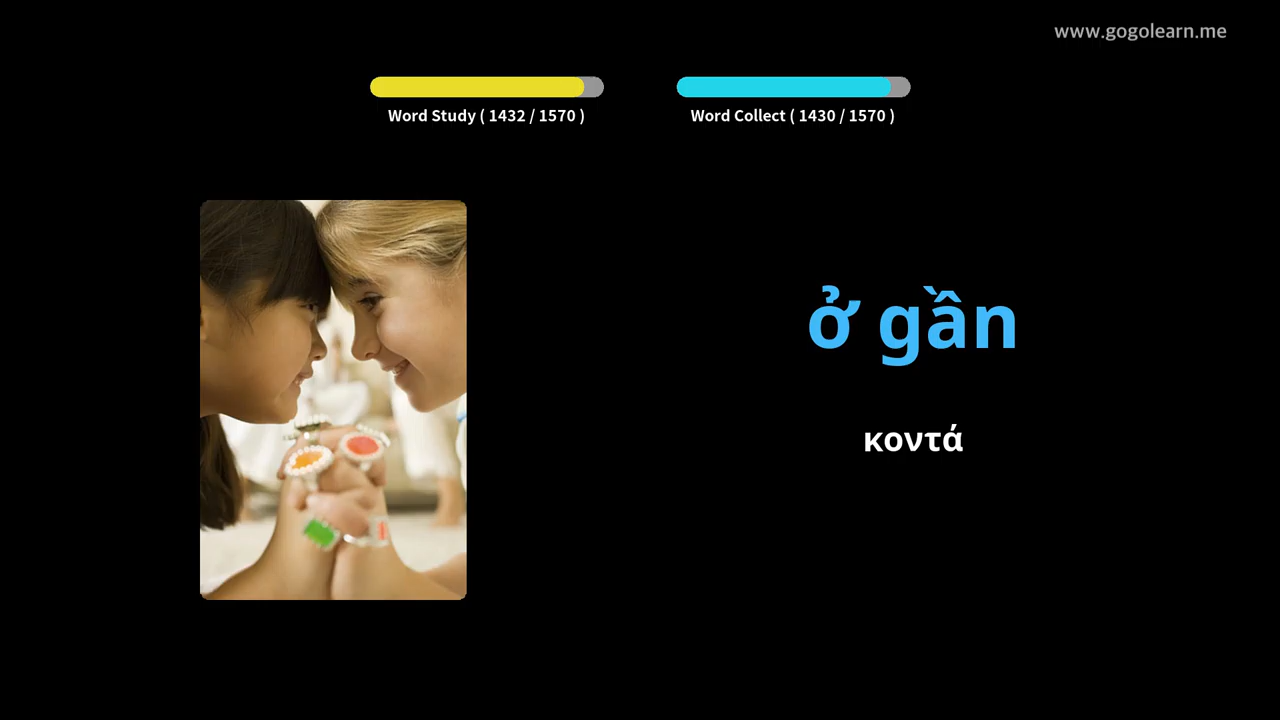 www.gogolearn.me
Word Study ( 1432 / 1570 )
Word Collect ( 1430 / 1570 )
ở gần
κοντά